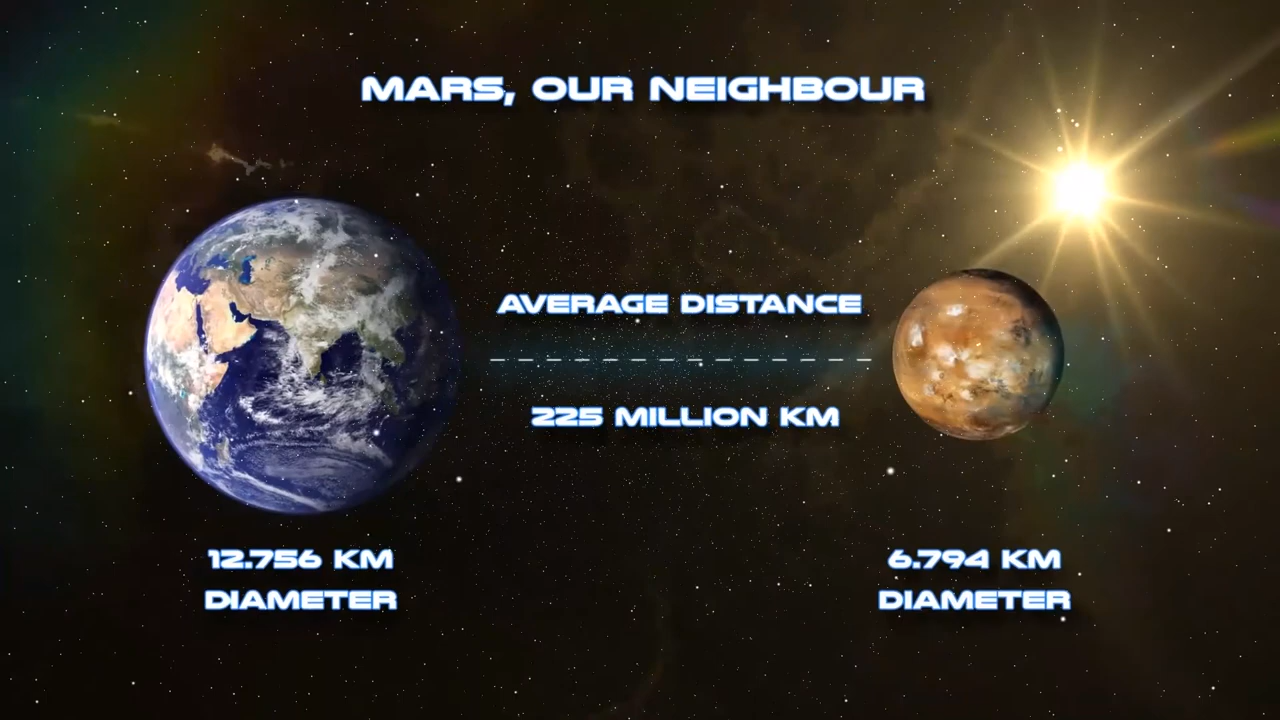 MARS, OUR NEIGHBOUR
AVERAGE DISTANCE
225 MILLION KM
12.756 KM
DIAMETER
6.794 KM
DIAMETER